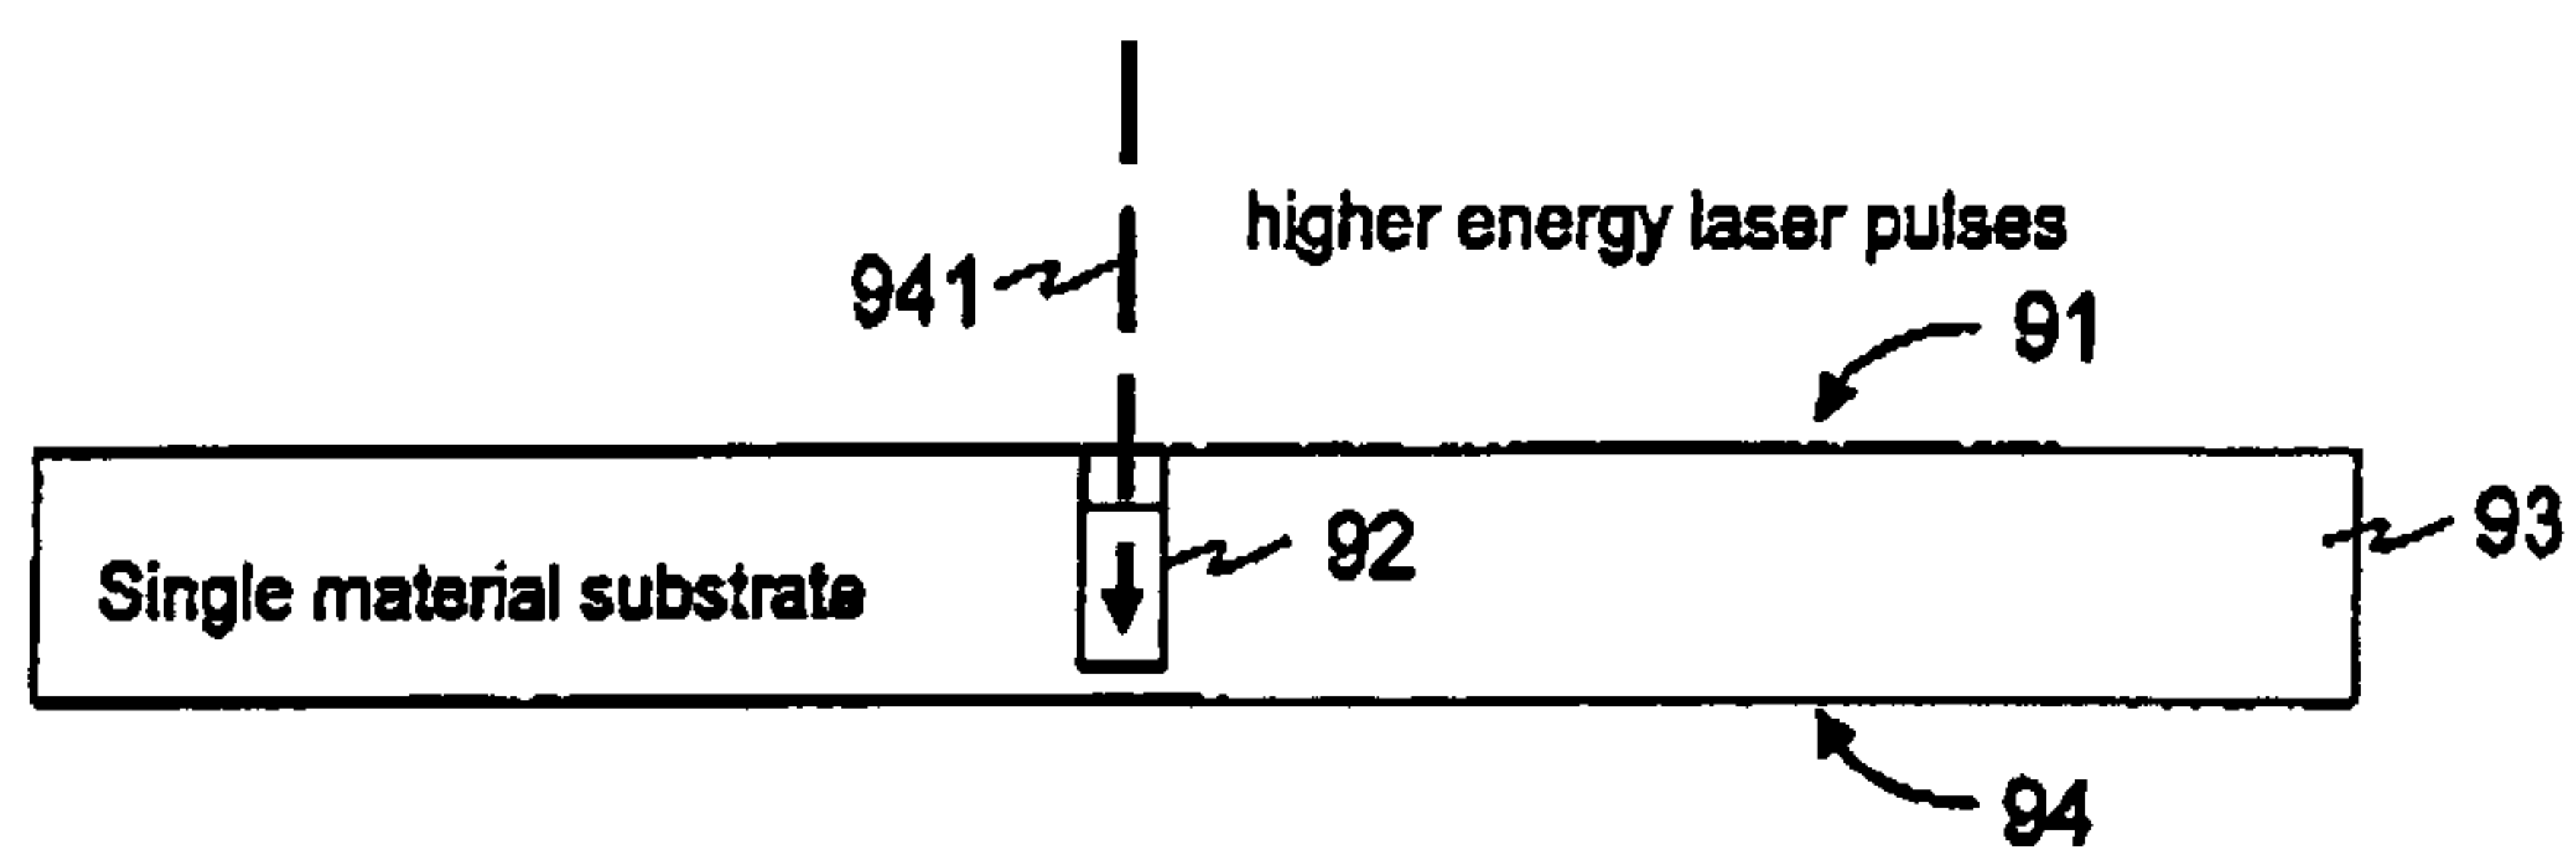 higher energy laser pulses
941
91
92
93
Single material substrate
94